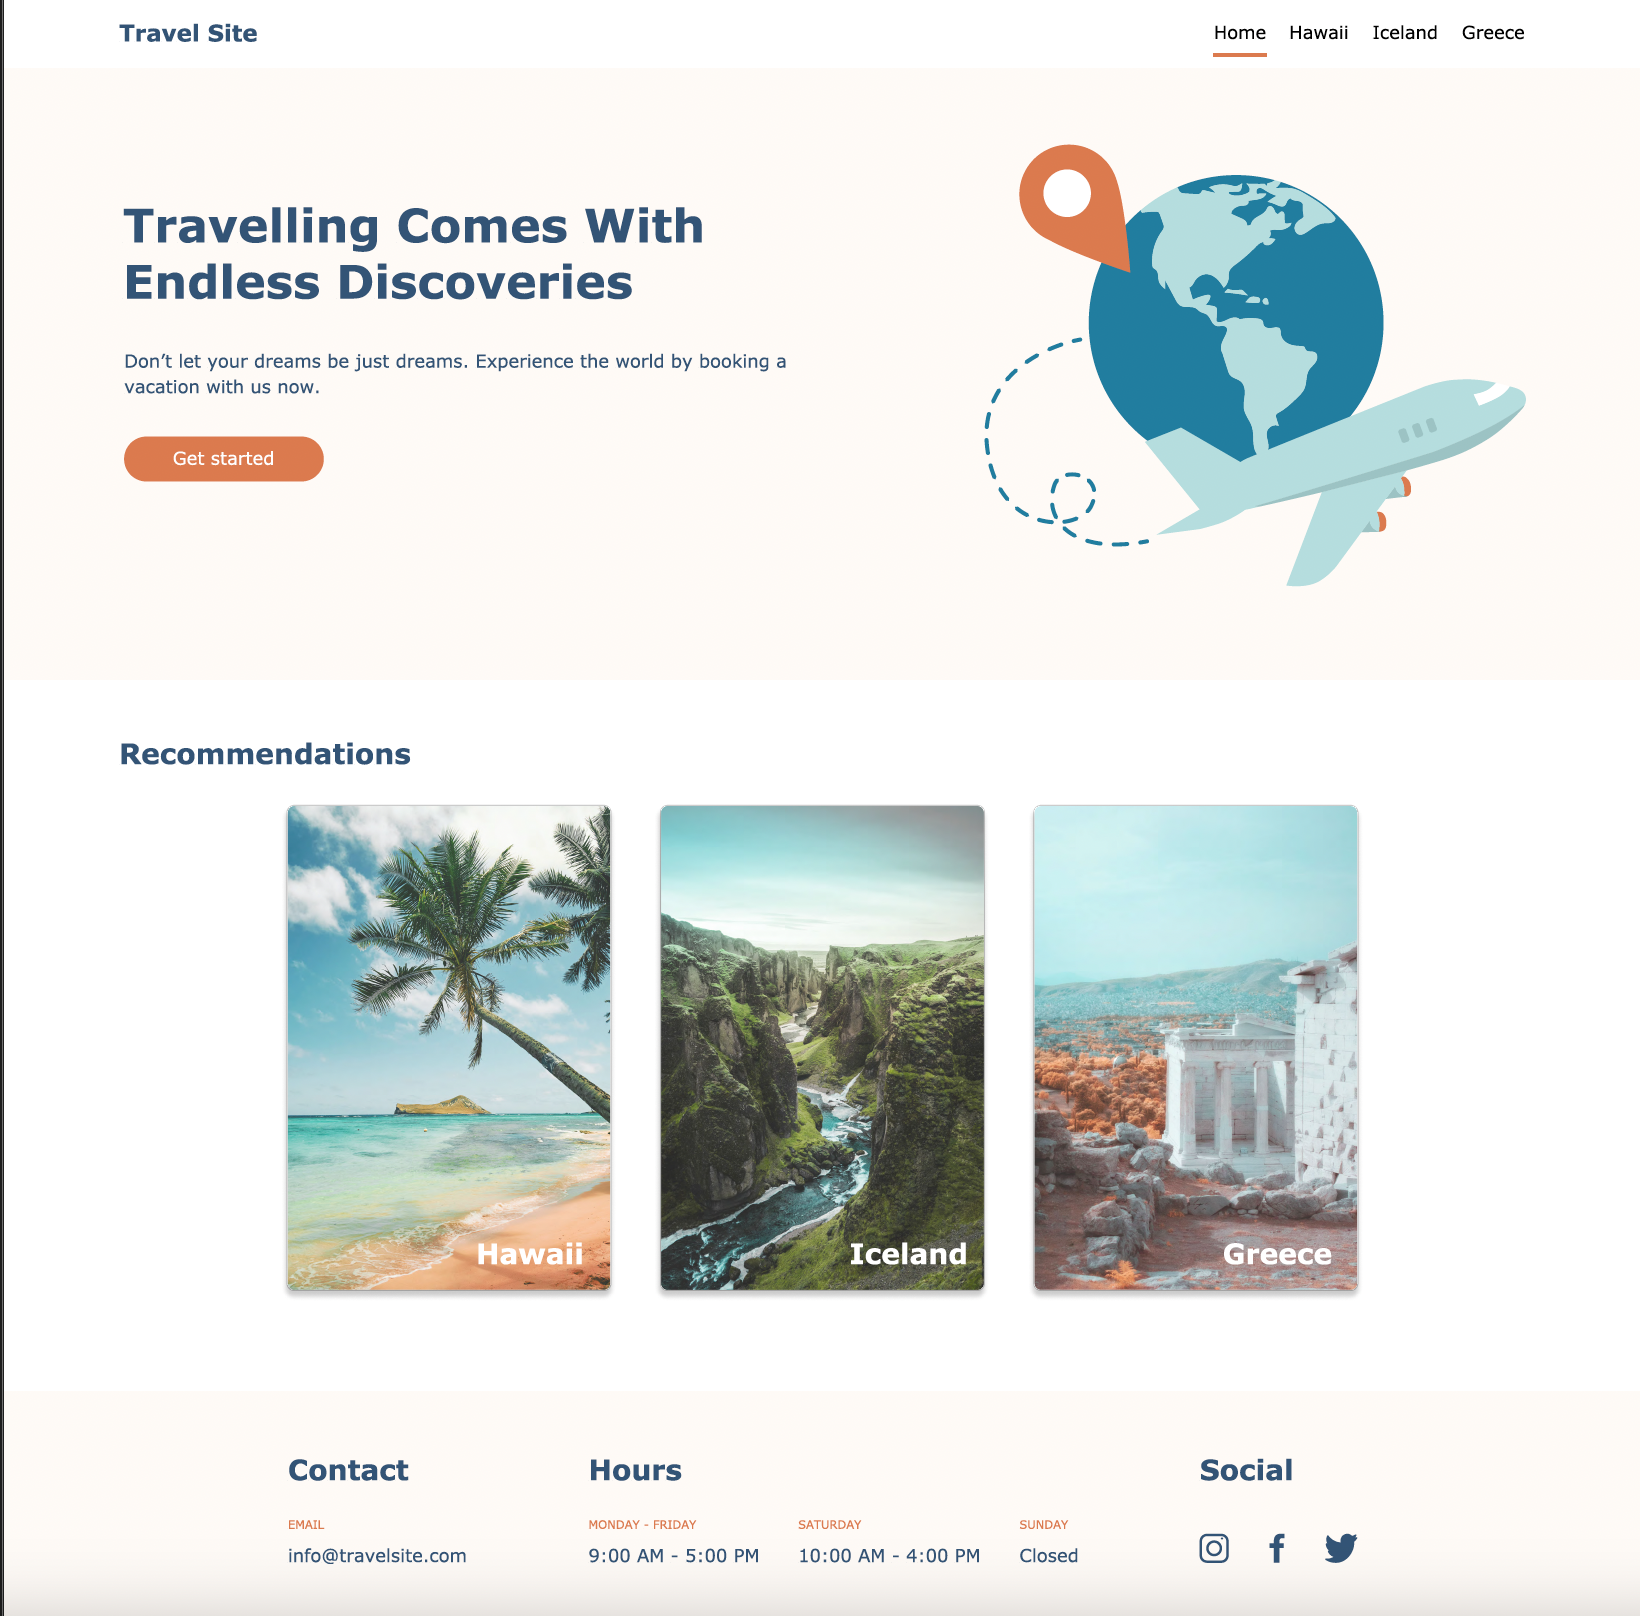 Travel Site
Home Hawaii Iceland Greece
Travelling Comes With
Endless Discoveries
Don’t let your dreams be just dreams. Experience the world by booking a
vacation with us now.
Get started
Recommendations
Hawaii
Iceland
Greece
Contact
EMAIL
info@travelsite.com
Hours
MONDAY - FRIDAY
9:00 AM - 5:00 PM
SATURDAY
10:00 AM - 4:00 PM
SUNDAY
Closed
Social